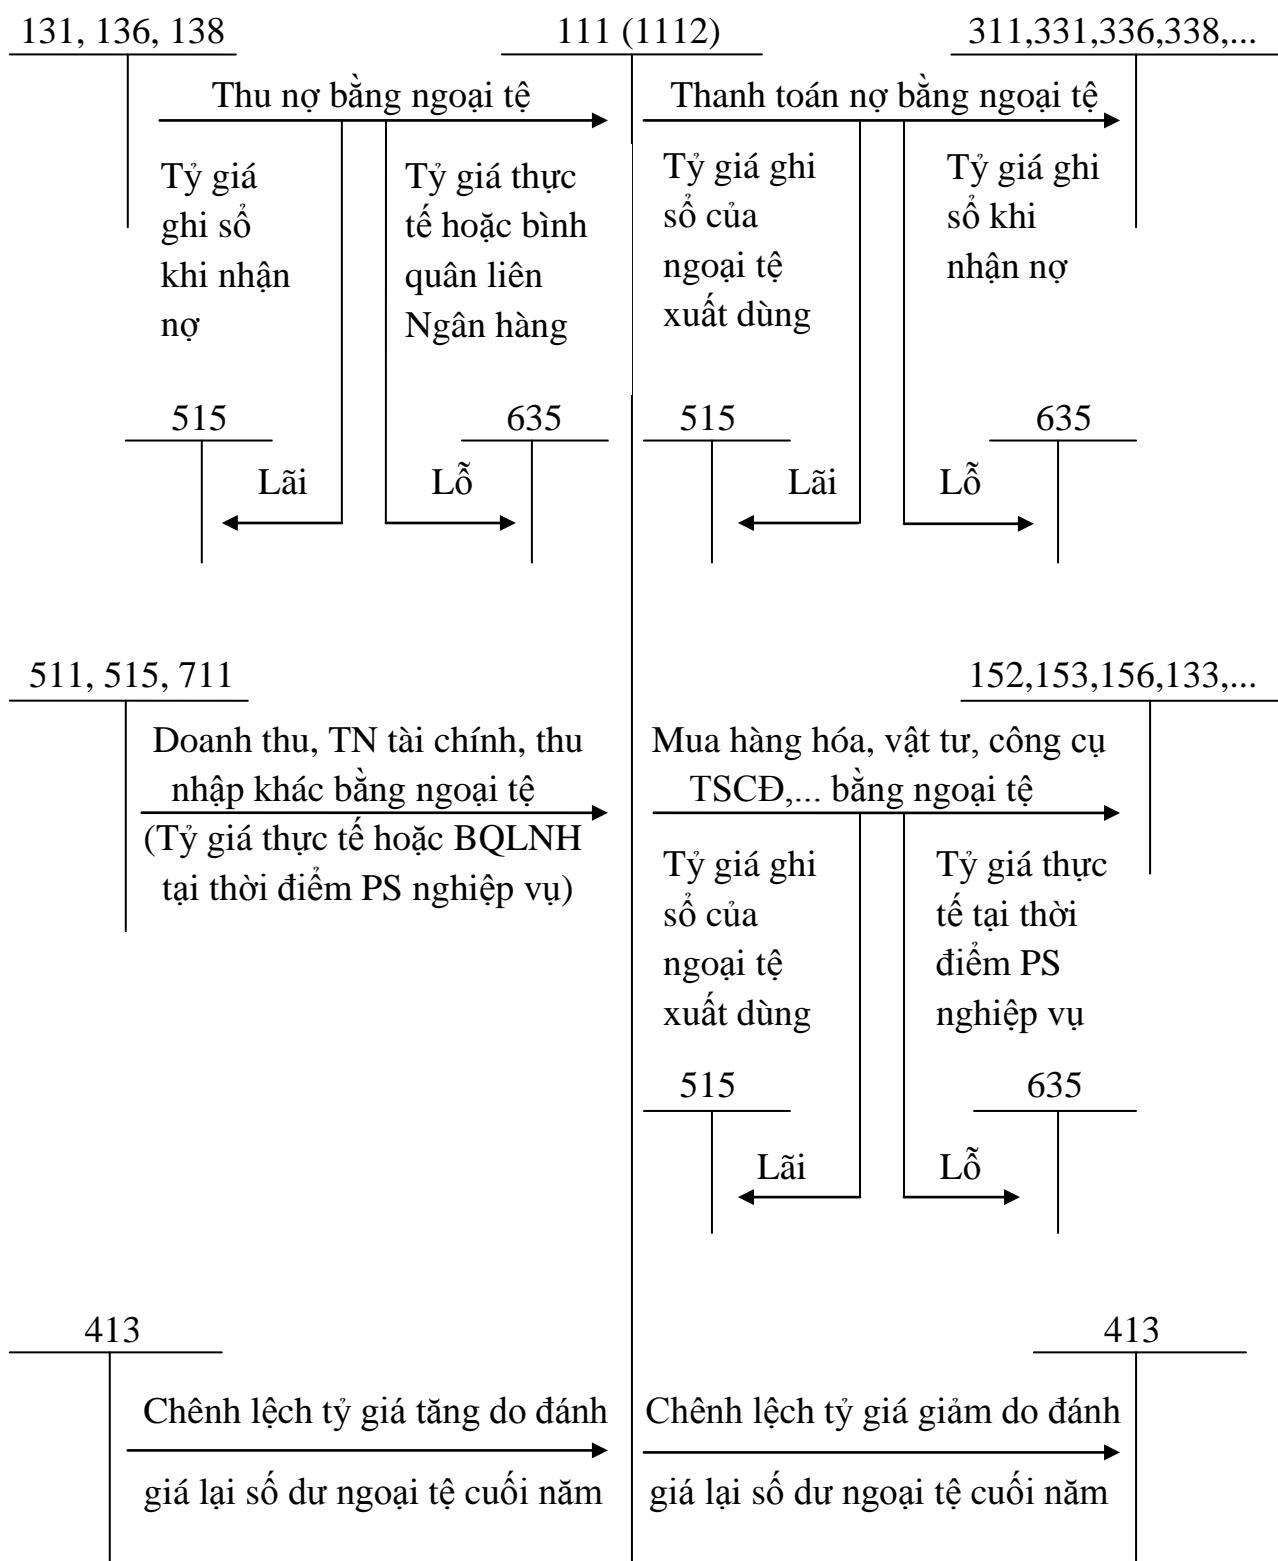 131, 136, 138
111 (1112)
311,331,336,338,...
Thu nợ bằng ngoại tệ
Thanh toán nợ bằng ngoại tệ
Tỷ giá
ghi sổ
khi nhận
nợ
Tỷ giá thực
tế hoặc bình
quân liên
Ngân hàng
Tỷ giá ghi
sổ của
ngoại tệ
xuất dùng
Tỷ giá ghi
sổ khi
nhận nợ
515
635
515
635
Lãi
Lỗ
Lãi
Lỗ
511, 515, 711
152,153,156,133,...
Doanh thu, TN tài chính, thu
nhập khác bằng ngoại tệ
(Tỷ giá thực tế hoặc BQLNH
tại thời điểm PS nghiệp vụ)
Mua hàng hóa, vật tư, công cụ
TSCĐ,... bằng ngoại tệ
Tỷ giá ghi
sổ của
ngoại tệ
xuất dùng
Tỷ giá thực
tế tại thời
điểm PS
nghiệp vụ
515
635
Lãi
Lỗ
413
413
Chênh lệch tỷ giá tăng do đánh
giá lại số dư ngoại tệ cuối năm
Chênh lệch tỷ giá giảm do đánh
giá lại số dư ngoại tệ cuối năm